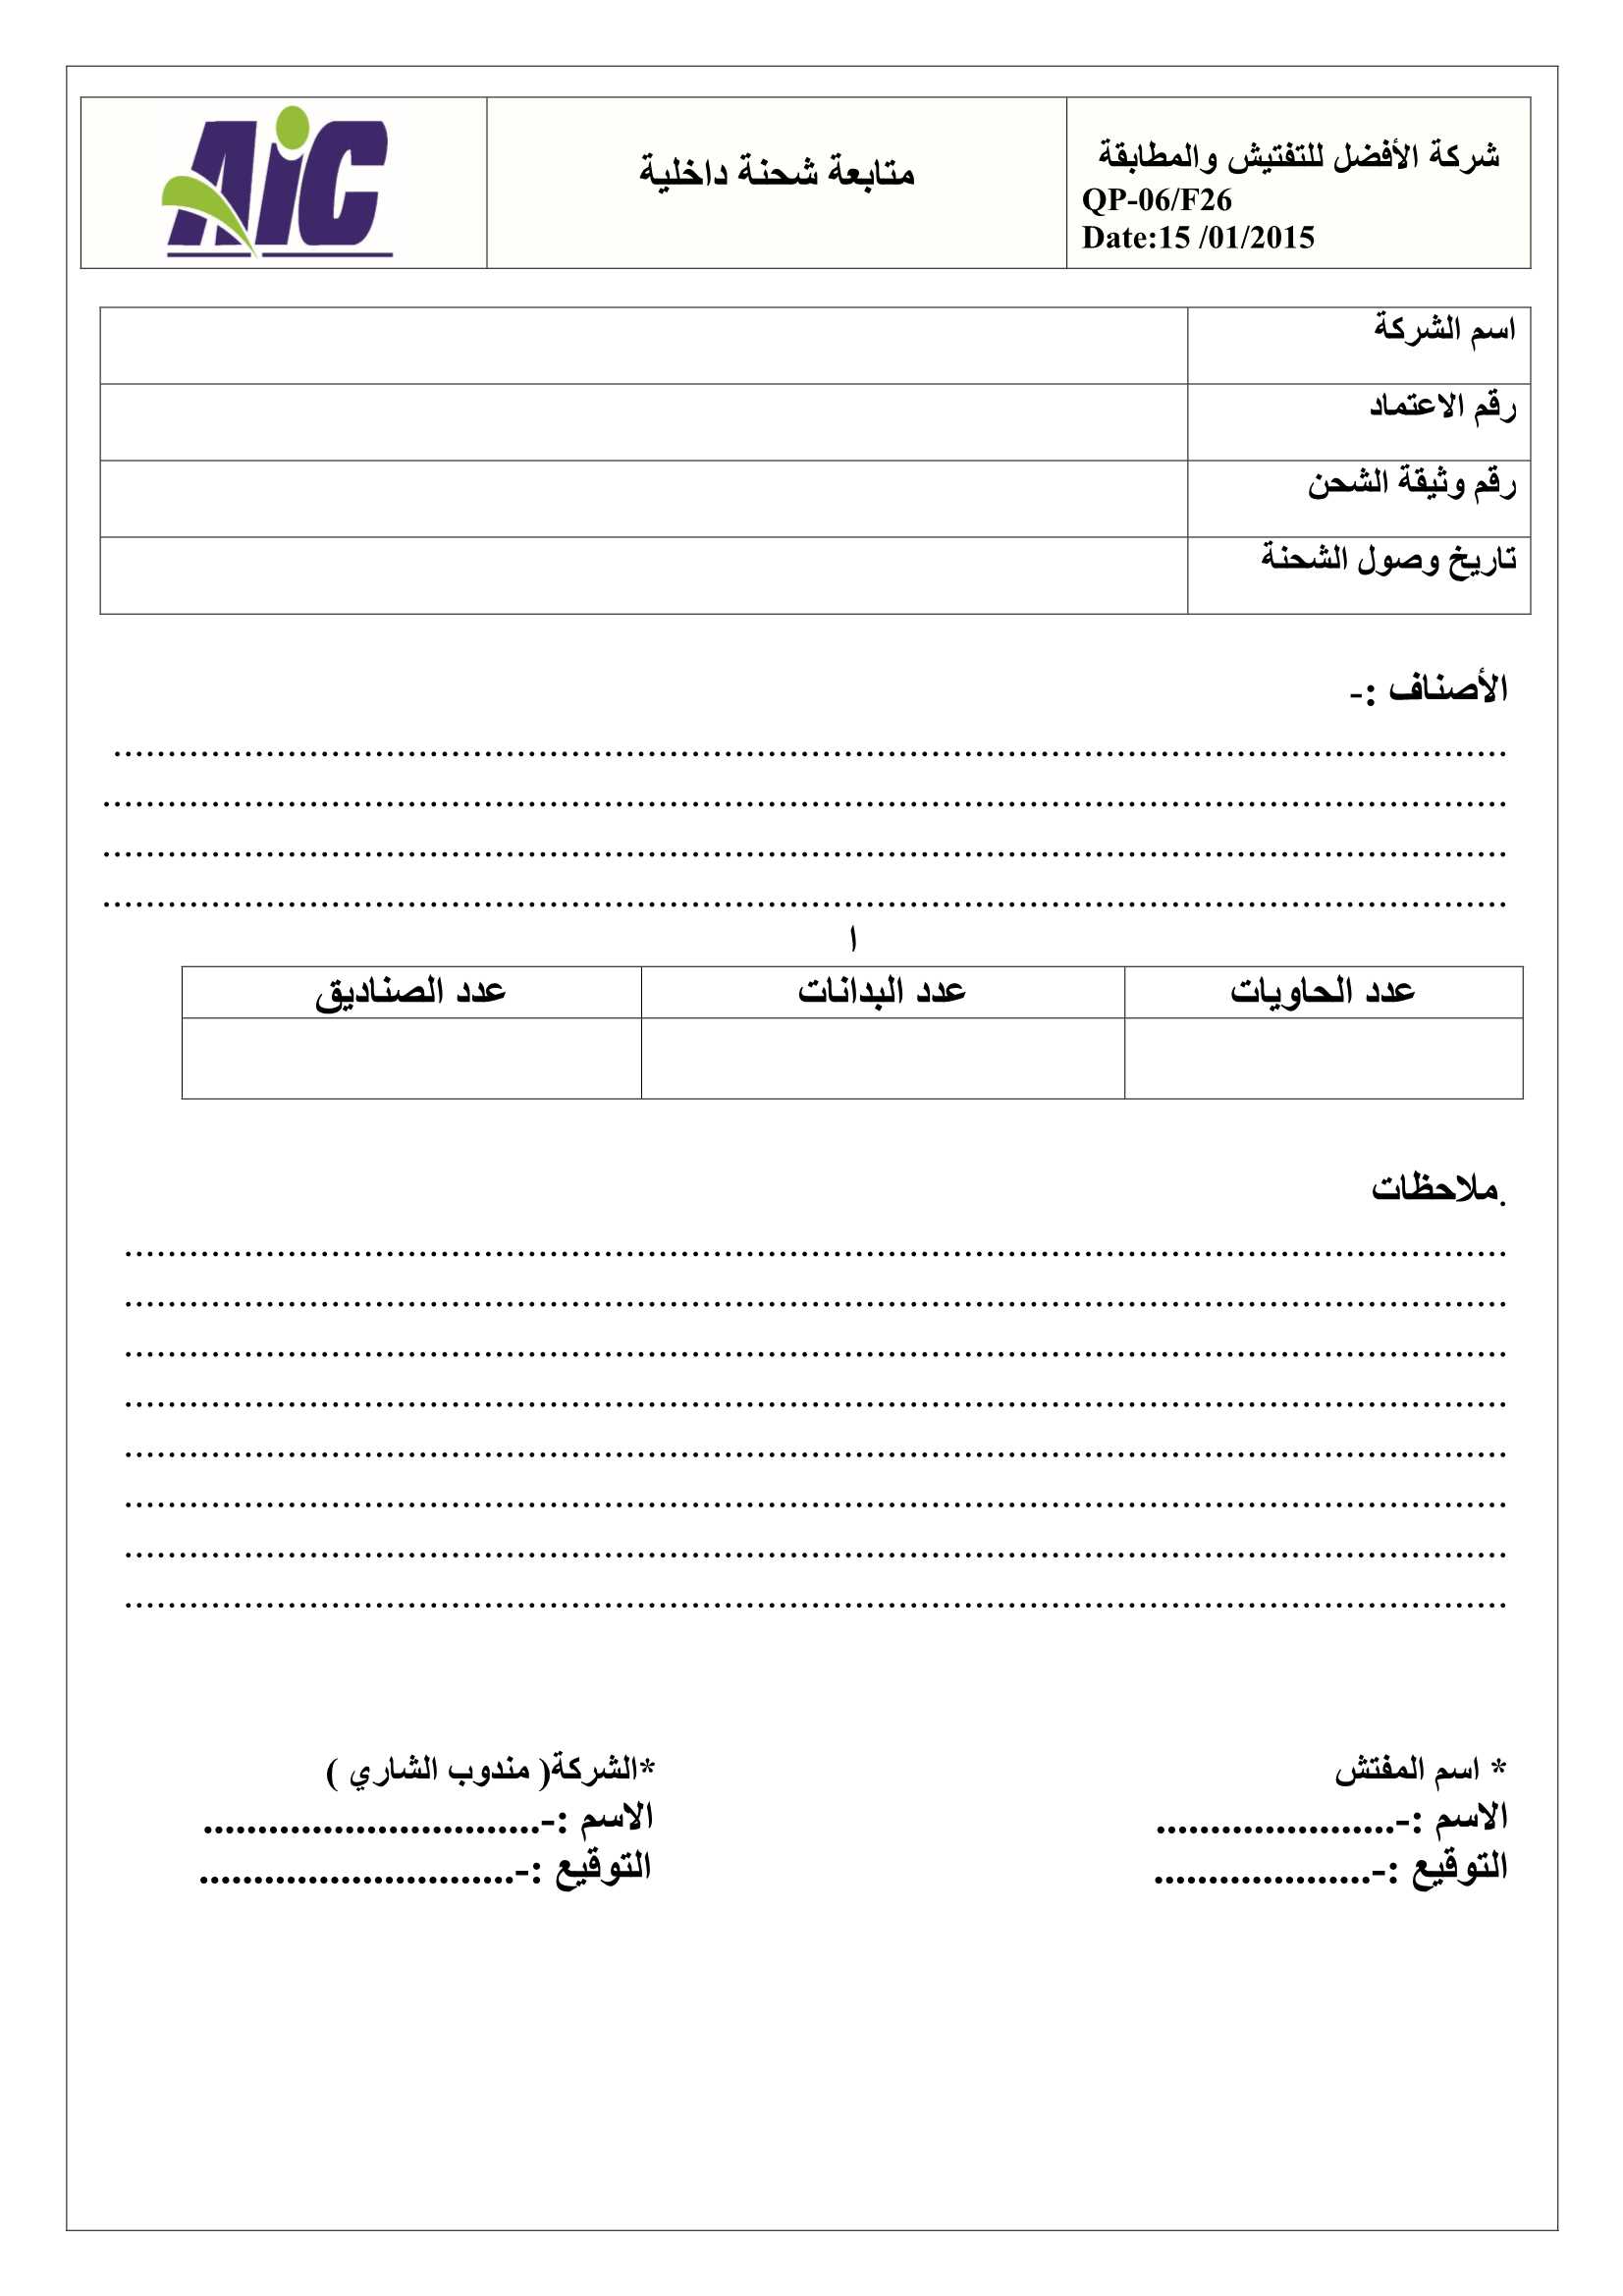 شركة الأفضل للتفتيش والمطابقة
QP-06/F26
Date:15 /01/2015
متابعة شحنة داخلية
AiC
اسم الشركة
رقم الاعتماد
رقم وثيقة الشحن
تاريخ وصول الشحنة
الأصناف :-
................................................................................................................................
.................................................................................................................................
.................................................................................................................................
.................................................................................................................................
ا
عدد الحاويات عدد البدانات عدد الصناديق
.ملاحظات
...............................................................................................................................
...............................................................................................................................
...............................................................................................................................
...............................................................................................................................
...............................................................................................................................
...............................................................................................................................
...............................................................................................................................
...............................................................................................................................
* اسم المفتش *الشركة( مندوب الشاري )
الاسم :-...................... الاسم :-...............................
التوقيع :-.................... التوقيع :-.............................